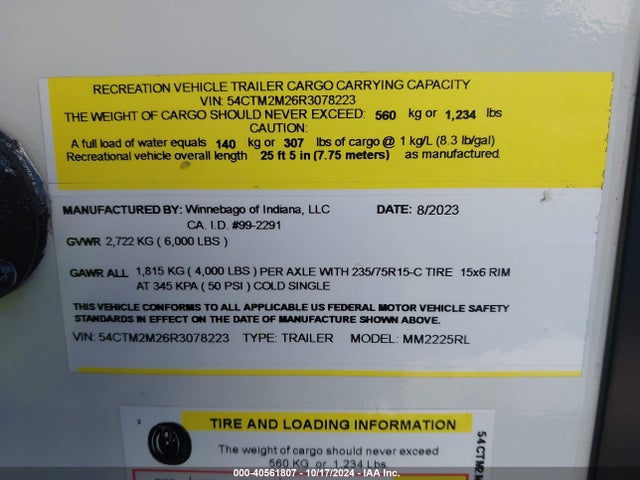 RECREATION VEHICLE TRAILER CARGO CARRYING CAPACITY
VIN: 54CTM2M26R3078223
THE WEIGHT OF CARGO SHOULD NEVER EXCEED: 560 kg or 1,234 lbs
CAUTION:
A full load of water equals 140 kg or 307 lbs of cargo @ 1 kg/L (8.3 lb/gal)
Recreational vehicle overall length 25 ft 5 in (7.75 meters) as manufactured
MANUFACTURED BY: Winnebago of Indiana, LLC DATE: 8/2023
CA. I.D. #99-2291
GVWR 2,722 KG ( 6,000 LBS )
GAWR ALL 1,815 KG ( 4,000 LBS ) PER AXLE WITH 235/75R15-C TIRE 15x6 RIM
AT 345 KPA ( 50 PSI ) COLD SINGLE
THIS VEHICLE CONFORMS TO ALL APPLICABLE US FEDERAL MOTOR VEHICLE SAFETY
STANDARDS IN EFFECT ON THE DATE OF MANUFACTURE SHOWN ABOVE.
VIN: 54CTM2M26R3078223 TYPE: TRAILER MODEL: MM2225RL
TIRE AND LOADING INFORMATION
The weight of cargo should never exceed
560 KG or 1,234 Lbs
54CTM2M
000-40561807 - 10/17/2024 - IAA Inc.